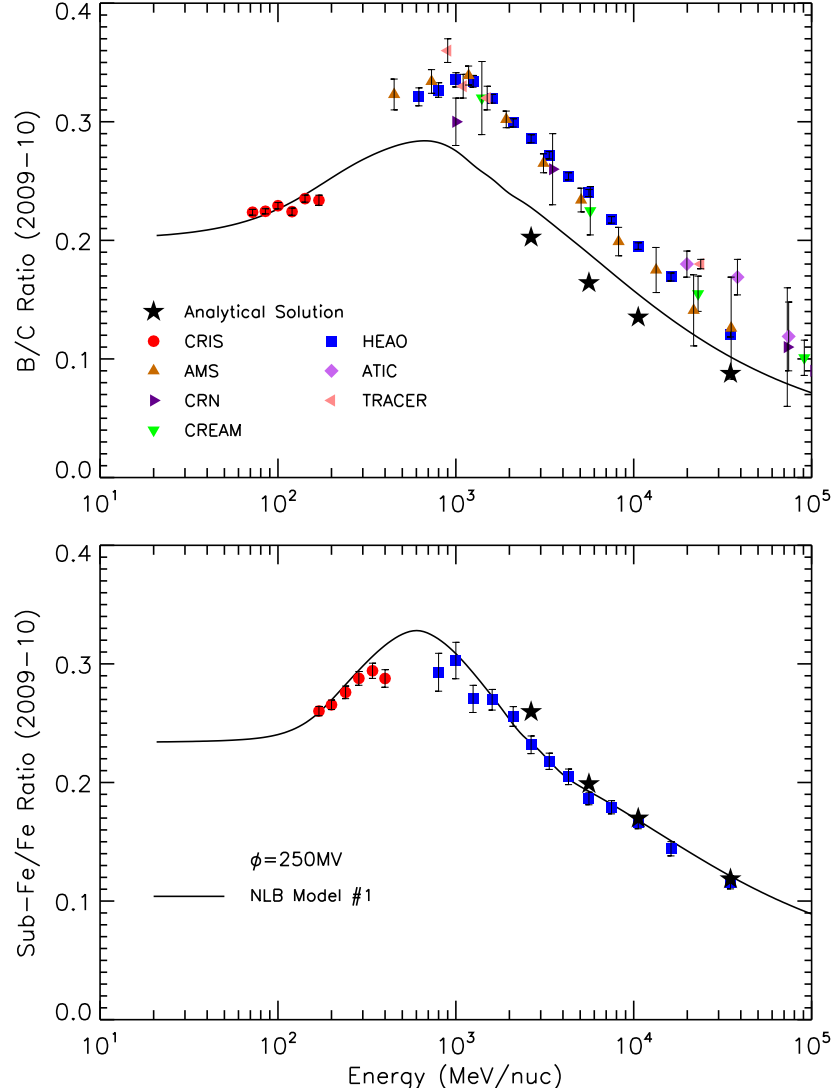 0.4
0.3
0.2
0.1
0.0
B/C Ratio (2009-10)
Analytical Solution
CRIS HEAO
AMS ATIC
CRN TRACER
CREAM
10¹ 10² 10³ 10⁴ 10⁵
0.4
0.3
0.2
0.1
0.0
Sub-Fe/Fe Ratio (2009-10)
ϕ=250MV
NLB Model #1
10¹ 10² 10³ 10⁴ 10⁵
Energy (MeV/nuc)